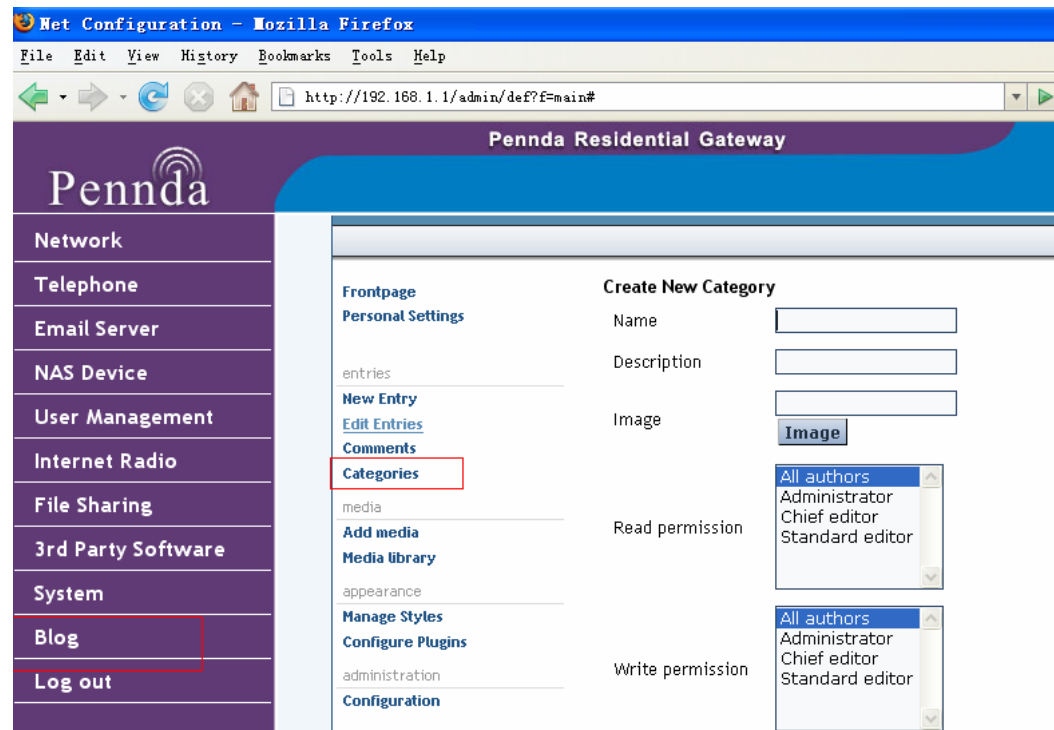 Net Configuration - Mozilla Firefox
File Edit View History Bookmarks Tools Help
http://192.168.1.1/admin/def?f=main#
Pennda Residential Gateway
Pennda
Network
Telephone
Email Server
NAS Device
User Management
Internet Radio
File Sharing
3rd Party Software
System
Blog
Log out
Frontpage
Personal Settings
entries
New Entry
Edit Entries
Comments
Categories
media
Add media
Media library
appearance
Manage Styles
Configure Plugins
administration
Configuration
Create New Category
Name
Description
Image
Image
Read permission
All authors
Administrator
Chief editor
Standard editor
Write permission
All authors
Administrator
Chief editor
Standard editor